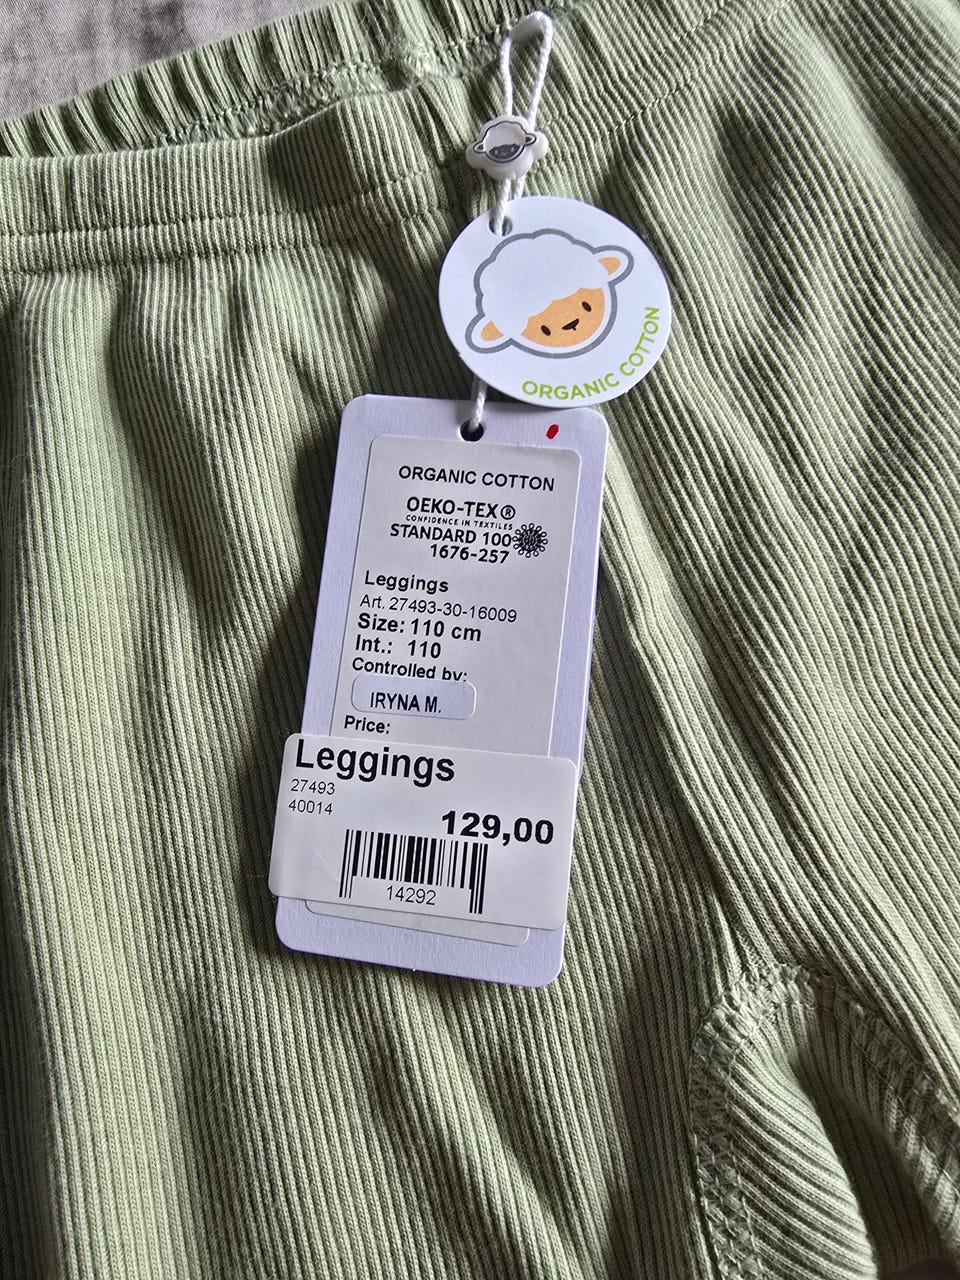 ORGANIC COTTON
ORGANIC COTTON
OEKO-TEX®
CONFIDENCE IN TEXTILES
STANDARD 100
1676-257
Leggings
Art. 27493-30-16009
Size: 110 cm
Int.: 110
Controlled by:
IRYNA M.
Price:
Leggings
27493
40014
129,00
14292